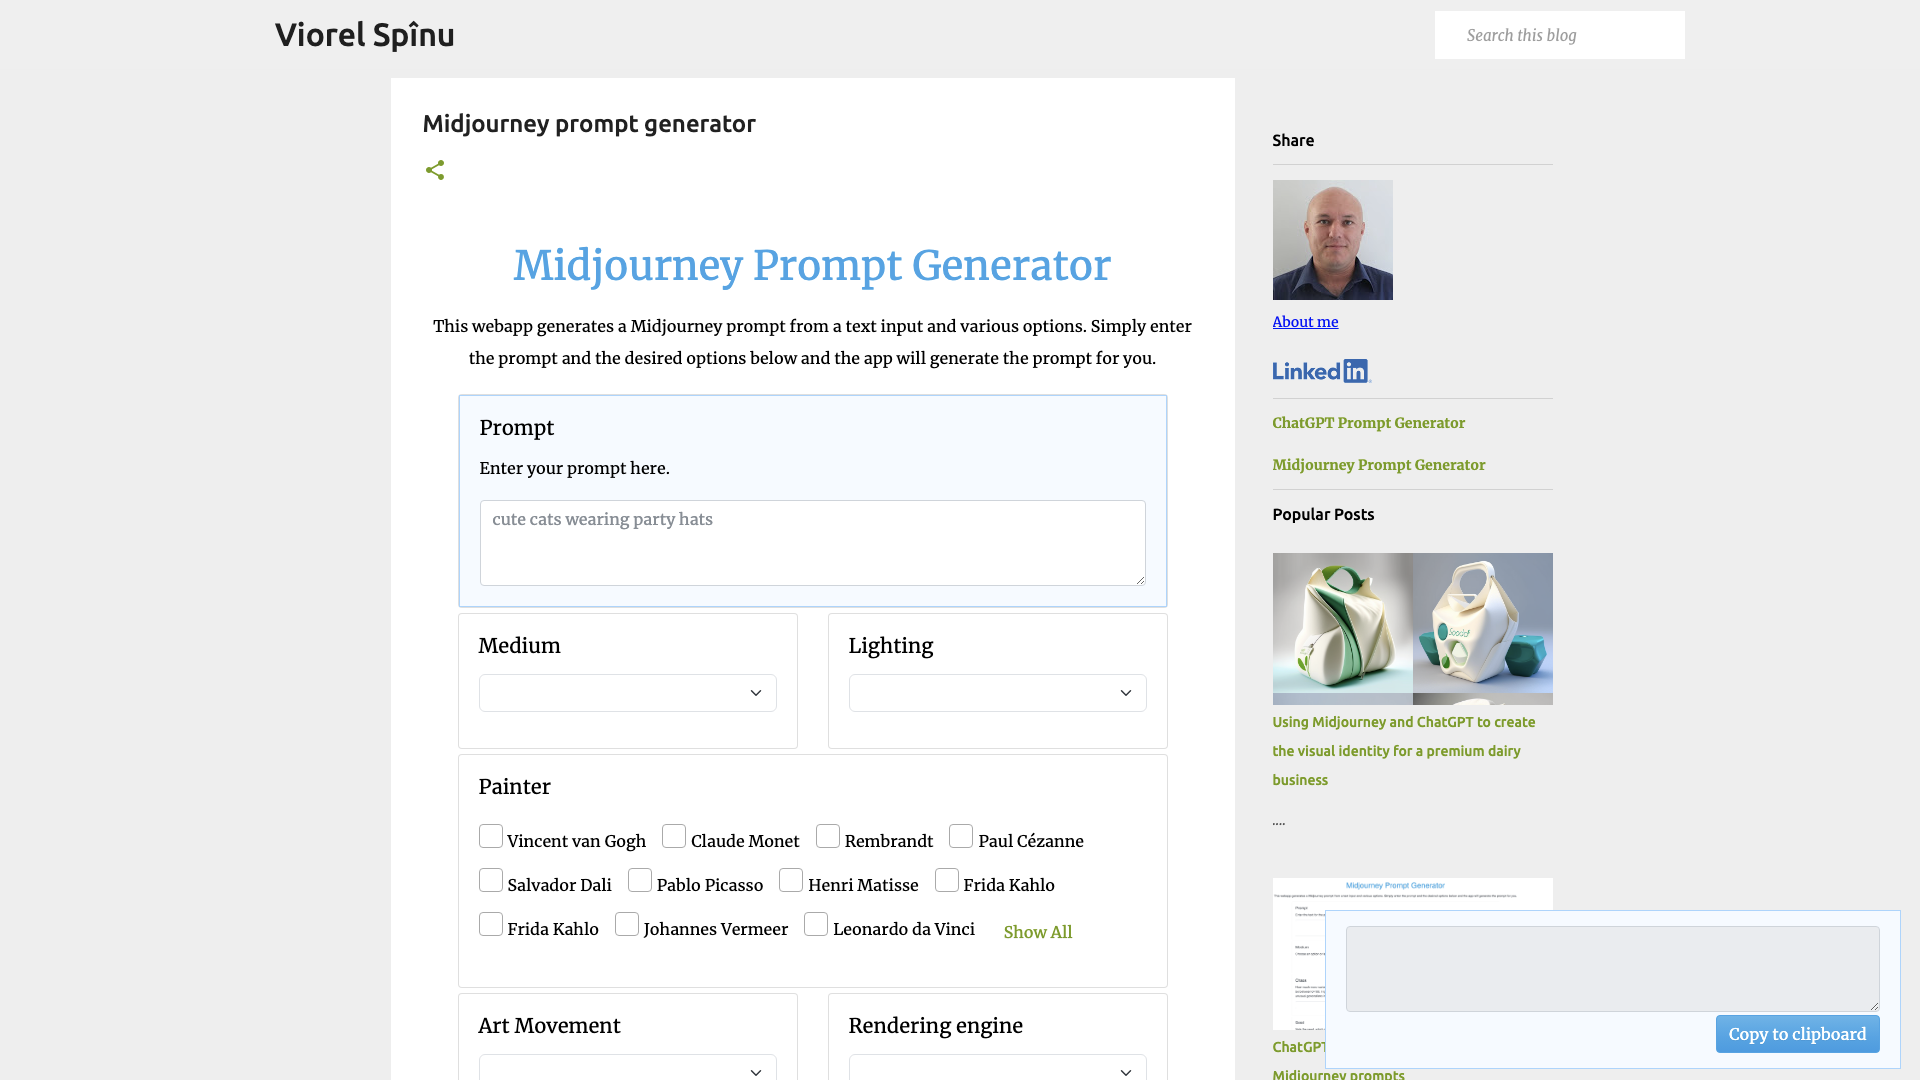 Viorel Spînu
Search this blog
Midjourney prompt generator
Midjourney Prompt Generator
This webapp generates a Midjourney prompt from a text input and various options. Simply enter
the prompt and the desired options below and the app will generate the prompt for you.
Prompt
Enter your prompt here.
cute cats wearing party hats
Medium
Lighting
Painter
Vincent van Gogh Claude Monet Rembrandt Paul Cézanne
Salvador Dali Pablo Picasso Henri Matisse Frida Kahlo
Frida Kahlo Johannes Vermeer Leonardo da Vinci Show All
Art Movement
Rendering engine
Share
About me
Linked in
ChatGPT Prompt Generator
Midjourney Prompt Generator
Popular Posts
Using Midjourney and ChatGPT to create
the visual identity for a premium dairy
business
....
Midjourney Prompt Generator
ChatGPT
Midjourney prompts
Copy to clipboard